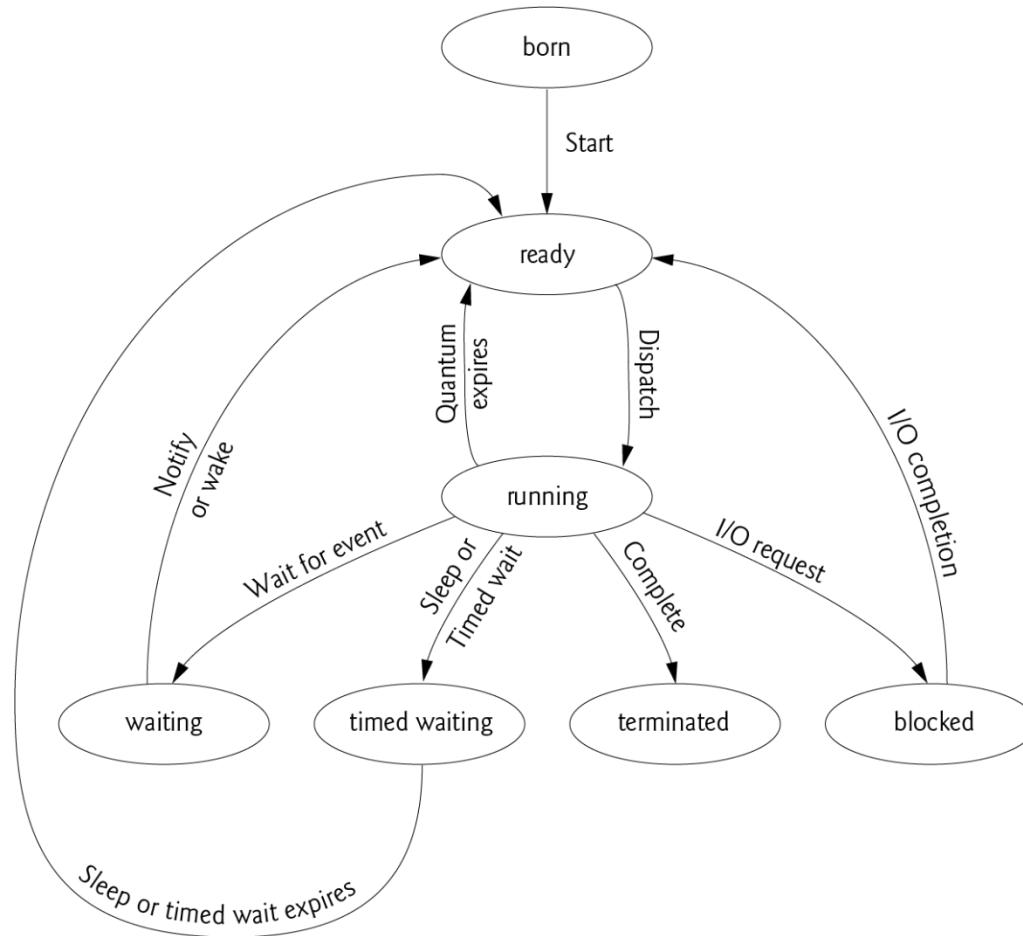 born
Start
ready
Quantum
expires
Dispatch
Notify
or wake
I/O completion
running
Wait for event
Sleep or
Timed wait
Complete
I/O request
waiting
timed waiting
terminated
blocked
Sleep or timed wait expires